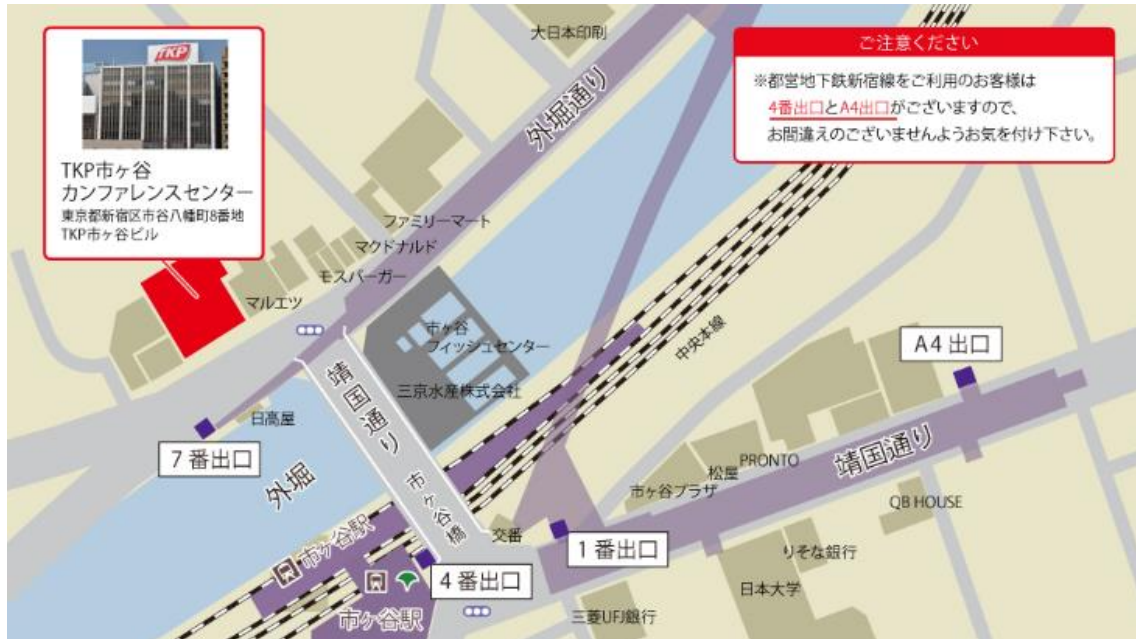 TKP
TKP市ヶ谷
カンファレンスセンター
東京都新宿区市谷八幡町8番地
TKP市ヶ谷ビル
ご注意ください
※都営地下鉄新宿線をご利用のお客様は
4番出口とA4出口がございますので、
お間違えのございませんようお気を付け下さい。
大日本印刷
外堀通り
ファミリーマート
マクドナルド
モスバーガー
マルエツ
市ヶ谷
フィッシュセンター
三京水産株式会社
中央本線
A4 出口
靖国通り
日高屋
7 番出口
外堀
市ヶ谷橋
靖国通り
PRONTO
松屋
市ヶ谷プラザ
QB HOUSE
交番
1 番出口
りそな銀行
市ヶ谷駅
4 番出口
日本大学
市ヶ谷駅
三菱UFJ銀行